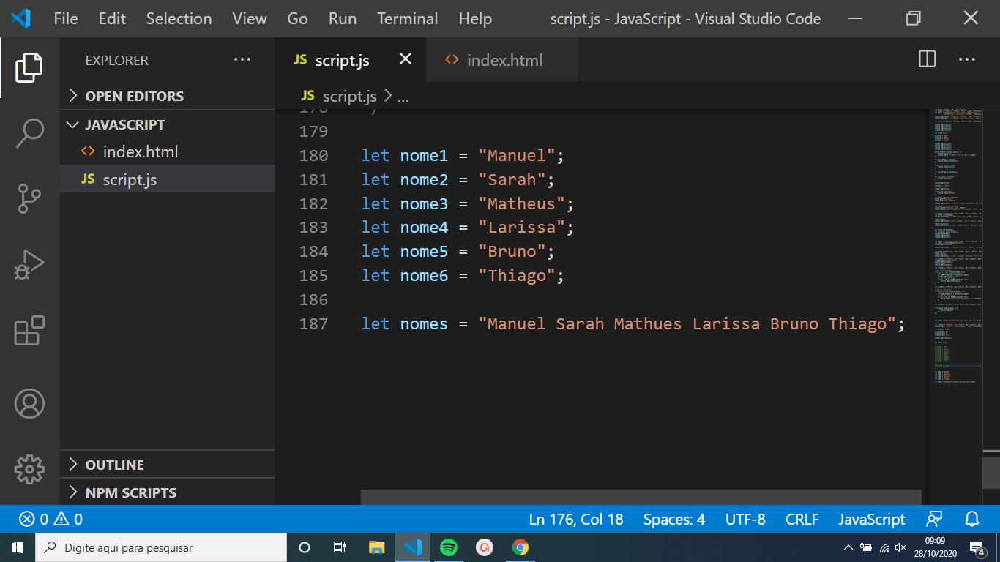 File Edit Selection View Go Run Terminal Help script.js - JavaScript - Visual Studio Code
EXPLORER
OPEN EDITORS
JAVASCRIPT
index.html
JS script.js
OUTLINE
NPM SCRIPTS
JS script.js index.html
JS script.js > ...
178
179
180 let nome1 = "Manuel";
181 let nome2 = "Sarah";
182 let nome3 = "Matheus";
183 let nome4 = "Larissa";
184 let nome5 = "Bruno";
185 let nome6 = "Thiago";
186
187 let nomes = "Manuel Sarah Mathues Larissa Bruno Thiago";
0 0 Ln 176, Col 18 Spaces: 4 UTF-8 CRLF JavaScript
Digite aqui para pesquisar
09:09
28/10/2020
4